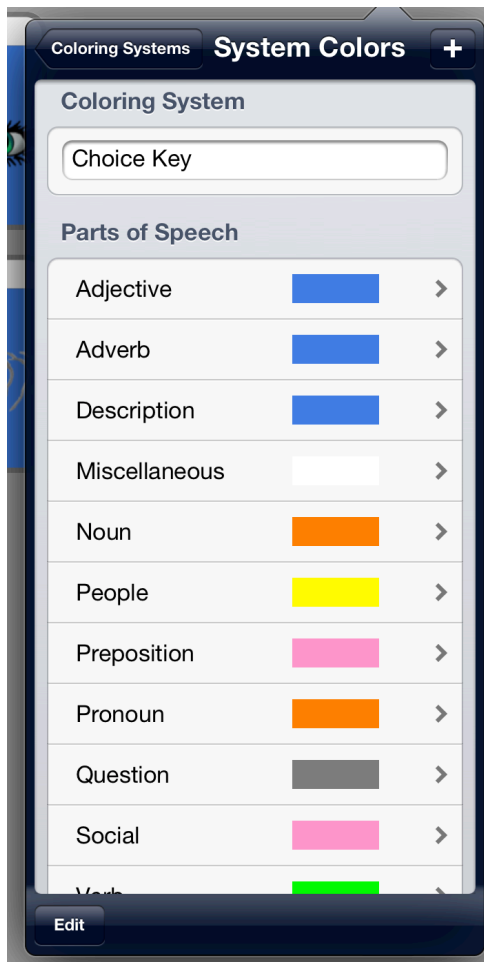 Coloring Systems System Colors +
Coloring System
Choice Key
Parts of Speech
Adjective
Adverb
Description
Miscellaneous
Noun
People
Preposition
Pronoun
Question
Social
Verb
Edit